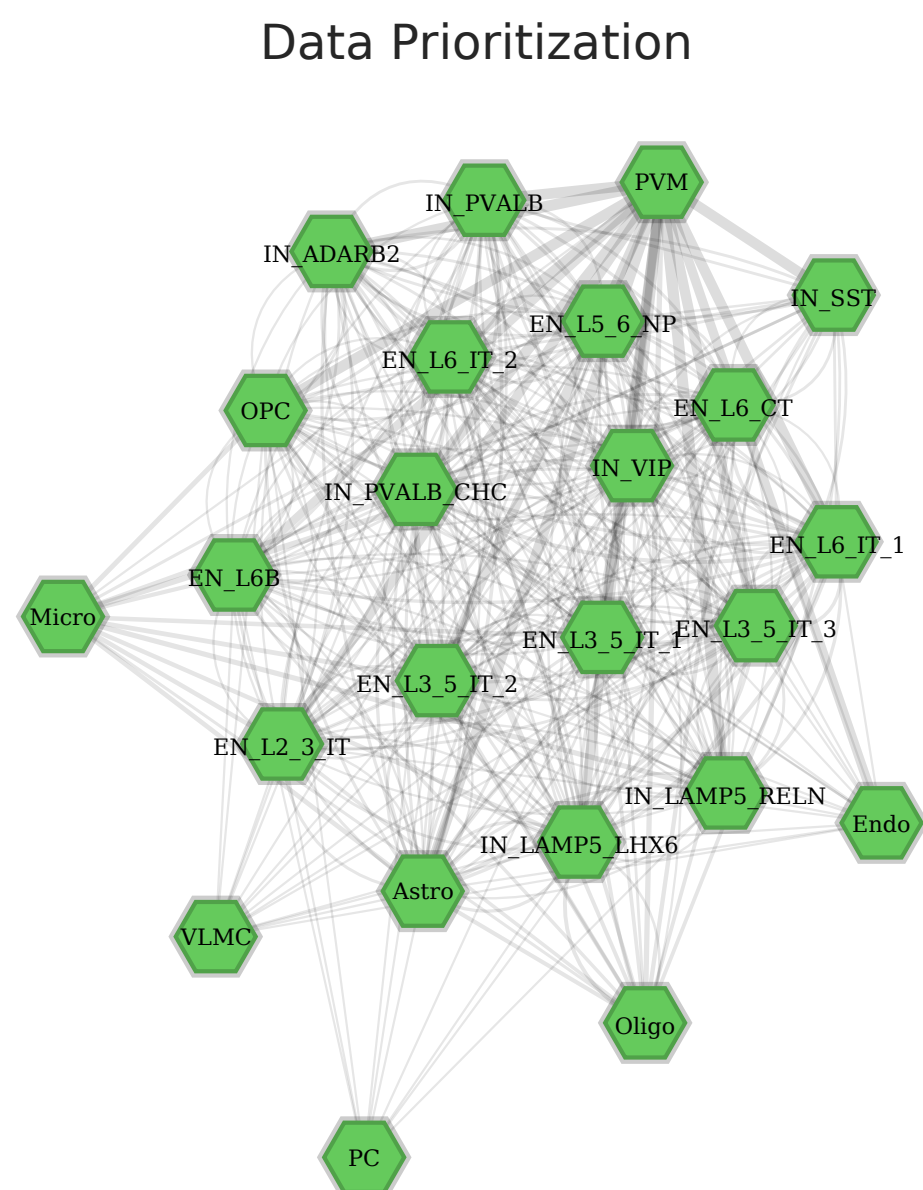 Data Prioritization
PVM
IN_PVALB
IN_ADARB2
IN_SST
EN_L5_6_NP
EN_L6_IT_2
EN_L6_CT
OPC
IN_VIP
IN_PVALB_CHC
EN_L6_IT_1
EN_L6B
Micro
EN_L3_5_IT_3
EN_L3_5_IT_1
EN_L3_5_IT_2
EN_L2_3_IT
IN_LAMP5_RELN
Endo
IN_LAMP5_LHX6
Astro
VLMC
Oligo
PC